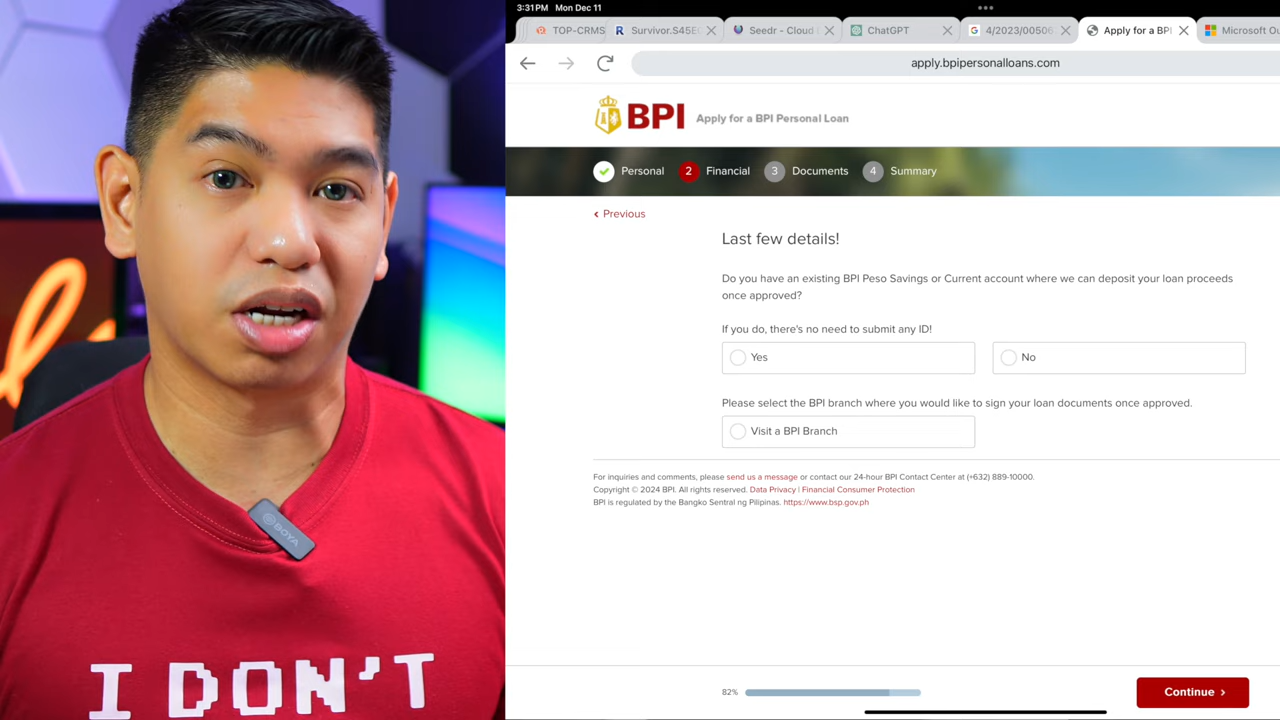 3:31 PM Mon Dec 11
TOP-CRMS
Survivor.S45E
Seedr - Cloud
ChatGPT
4/2023/00506
Apply for a BPI
Microsoft Ou
apply.bpipersonalloans.com
BPI Apply for a BPI Personal Loan
Personal
2 Financial
3 Documents
4 Summary
Previous
Last few details!
Do you have an existing BPI Peso Savings or Current account where we can deposit your loan proceeds
once approved?
If you do, there's no need to submit any ID!
Yes
No
Please select the BPI branch where you would like to sign your loan documents once approved.
Visit a BPI Branch
For inquiries and comments, please send us a message or contact our 24-hour BPI Contact Center at (+632) 889-10000.
Copyright © 2024 BPI. All rights reserved. Data Privacy | Financial Consumer Protection
BPI is regulated by the Bangko Sentral ng Pilipinas. https://www.bsp.gov.ph
82%
Continue
BOYA
I DON'T